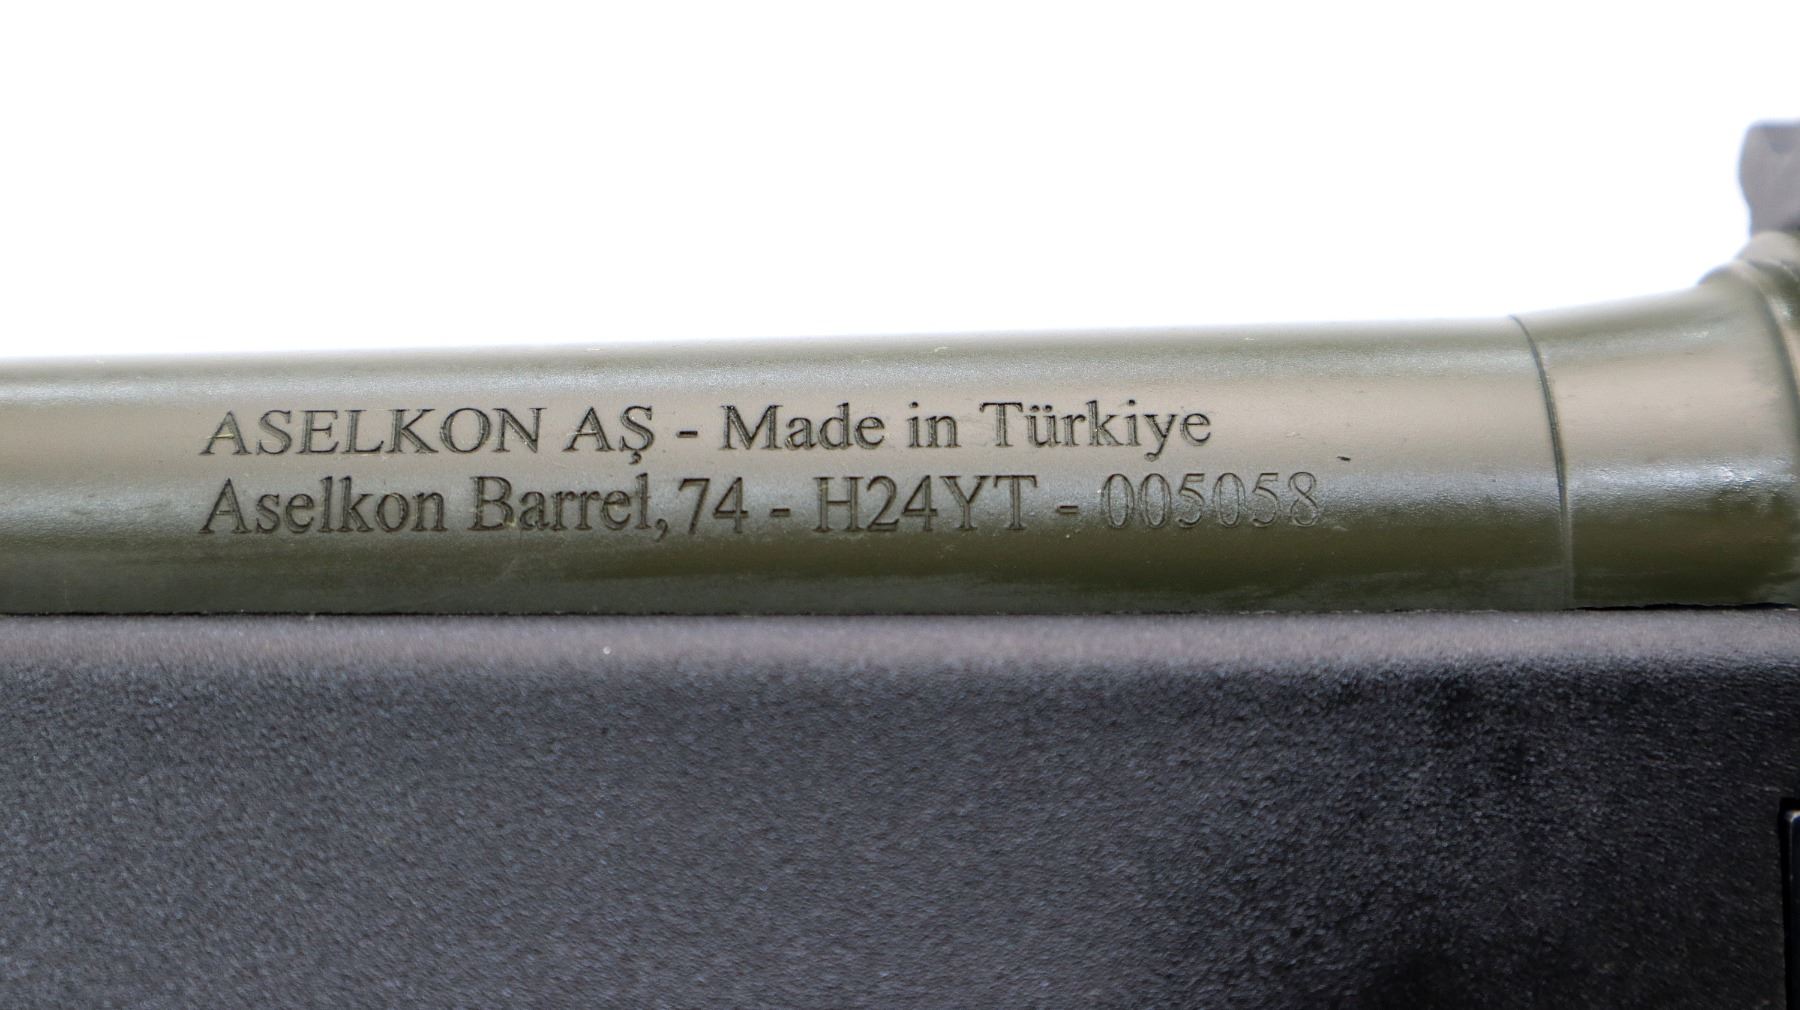 ASELKON AŞ - Made in Türkiye
Aselkon Barrel, 74 - H24YT - 005058